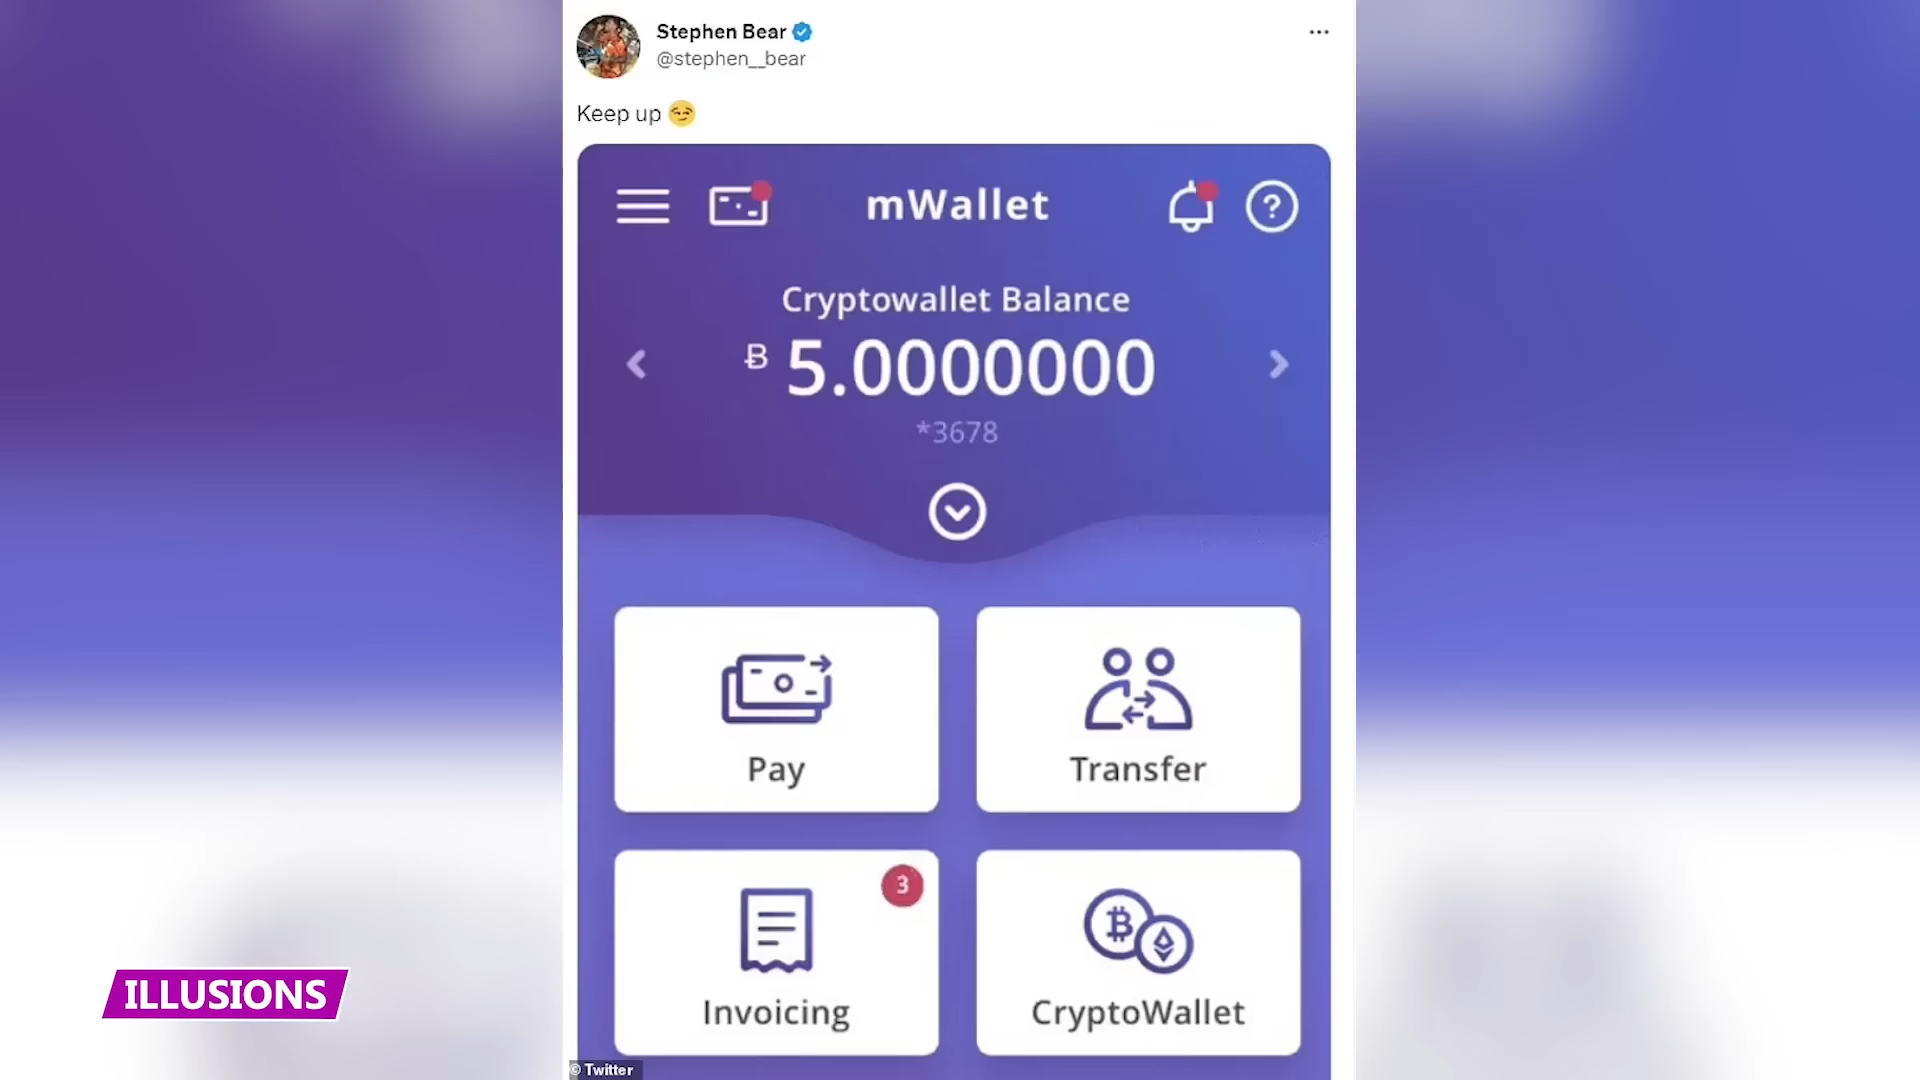 Stephen Bear
@stephen__bear
Keep up 😏
mWallet
?
Cryptowallet Balance
Ƀ 5.0000000
*3678
Pay
Transfer
3
Invoicing
CryptoWallet
ILLUSIONS
© Twitter